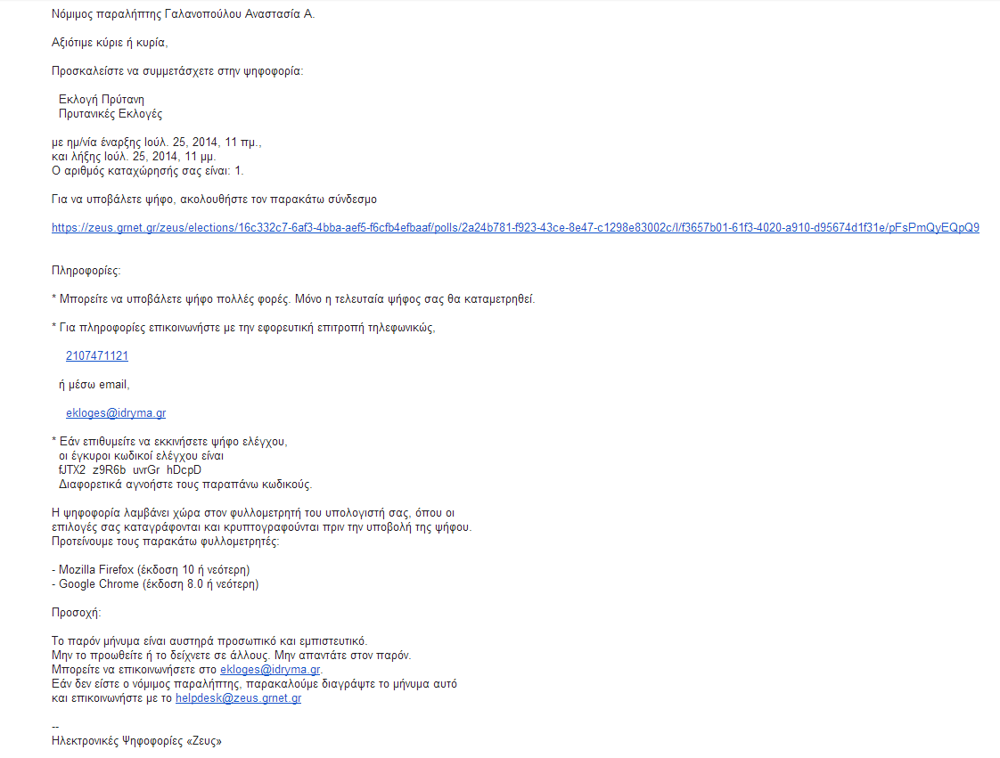 Νόμιμος παραλήπτης Γαλανοπούλου Αναστασία Α.
Αξιότιμε κύριε ή κυρία,
Προσκαλείστε να συμμετάσχετε στην ψηφοφορία:
Εκλογή Πρύτανη
Πρυτανικές Εκλογές
με ημ/νία έναρξης Ιούλ. 25, 2014, 11 πμ.,
και λήξης Ιούλ. 25, 2014, 11 μμ.
Ο αριθμός καταχώρησής σας είναι: 1.
Για να υποβάλετε ψήφο, ακολουθήστε τον παρακάτω σύνδεσμο
https://zeus.grnet.gr/zeus/elections/16c332c7-6af3-4bba-aef5-f6cfb4efbaaf/polls/2a24b781-f923-43ce-8e47-c1298e83002c/l/f3657b01-61f3-4020-a910-d95674d1f31e/pFsPmQyEQpQ9
Πληροφορίες:
* Μπορείτε να υποβάλετε ψήφο πολλές φορές. Μόνο η τελευταία ψήφος σας θα καταμετρηθεί.
* Για πληροφορίες επικοινωνήστε με την εφορευτική επιτροπή τηλεφωνικώς,
2107471121
ή μέσω email,
ekloges@idryma.gr
* Εάν επιθυμείτε να εκκινήσετε ψήφο ελέγχου,
οι έγκυροι κωδικοί ελέγχου είναι
fJTX2 z9R6b uvrGr hDcpD
Διαφορετικά αγνοήστε τους παραπάνω κωδικούς.
Η ψηφοφορία λαμβάνει χώρα στον φυλλομετρητή του υπολογιστή σας, όπου οι
επιλογές σας καταγράφονται και κρυπτογραφούνται πριν την υποβολή της ψήφου.
Προτείνουμε τους παρακάτω φυλλομετρητές:
- Mozilla Firefox (έκδοση 10 ή νεότερη)
- Google Chrome (έκδοση 8.0 ή νεότερη)
Προσοχή:
Το παρόν μήνυμα είναι αυστηρά προσωπικό και εμπιστευτικό.
Μην το προωθείτε ή το δείχνετε σε άλλους. Μην απαντάτε στον παρόν.
Μπορείτε να επικοινωνήσετε στο ekloges@idryma.gr.
Εάν δεν είστε ο νόμιμος παραλήπτης, παρακαλούμε διαγράψτε το μήνυμα αυτό
και επικοινωνήστε με το helpdesk@zeus.grnet.gr
--
Ηλεκτρονικές Ψηφοφορίες «Ζευς»